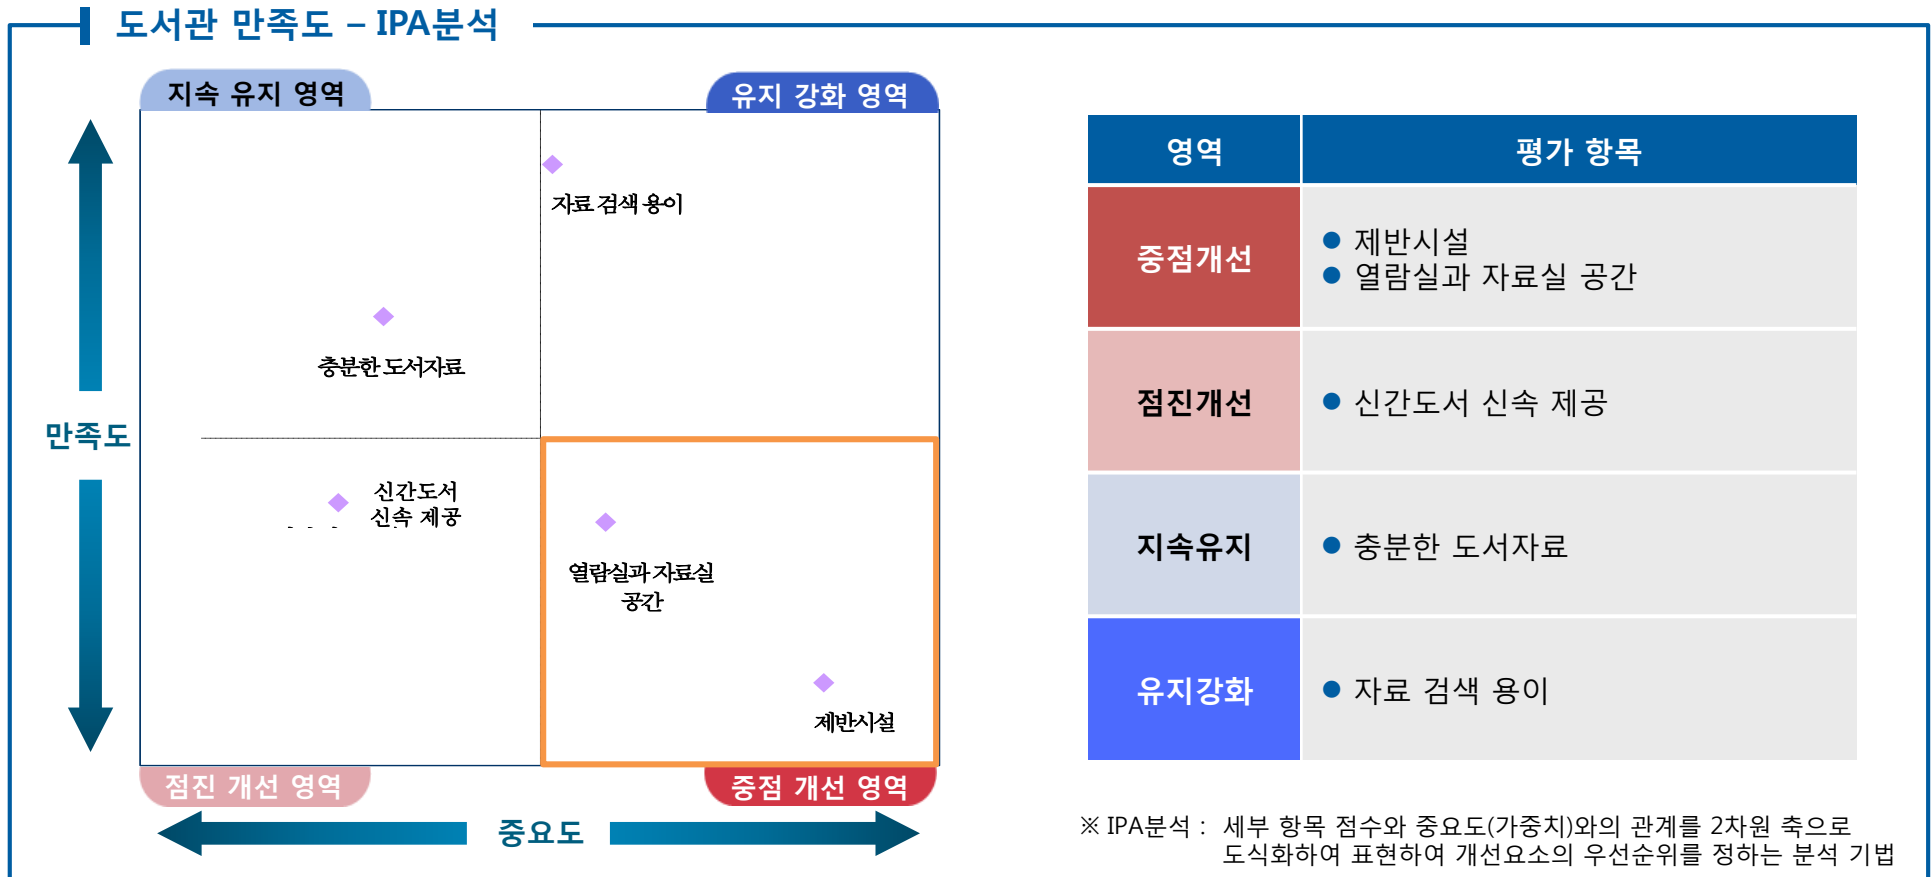 도서관 만족도 – IPA분석
지속 유지 영역
유지 강화 영역
자료 검색 용이
충분한 도서자료
만족도
신간도서
신속 제공
열람실과 자료실
공간
제반시설
점진 개선 영역
중점 개선 영역
중요도
영역 평가 항목
중점개선
● 제반시설
● 열람실과 자료실 공간
점진개선 ● 신간도서 신속 제공
지속유지 ● 충분한 도서자료
유지강화 ● 자료 검색 용이
※ IPA분석 : 세부 항목 점수와 중요도(가중치)와의 관계를 2차원 축으로
도식화하여 표현하여 개선요소의 우선순위를 정하는 분석 기법